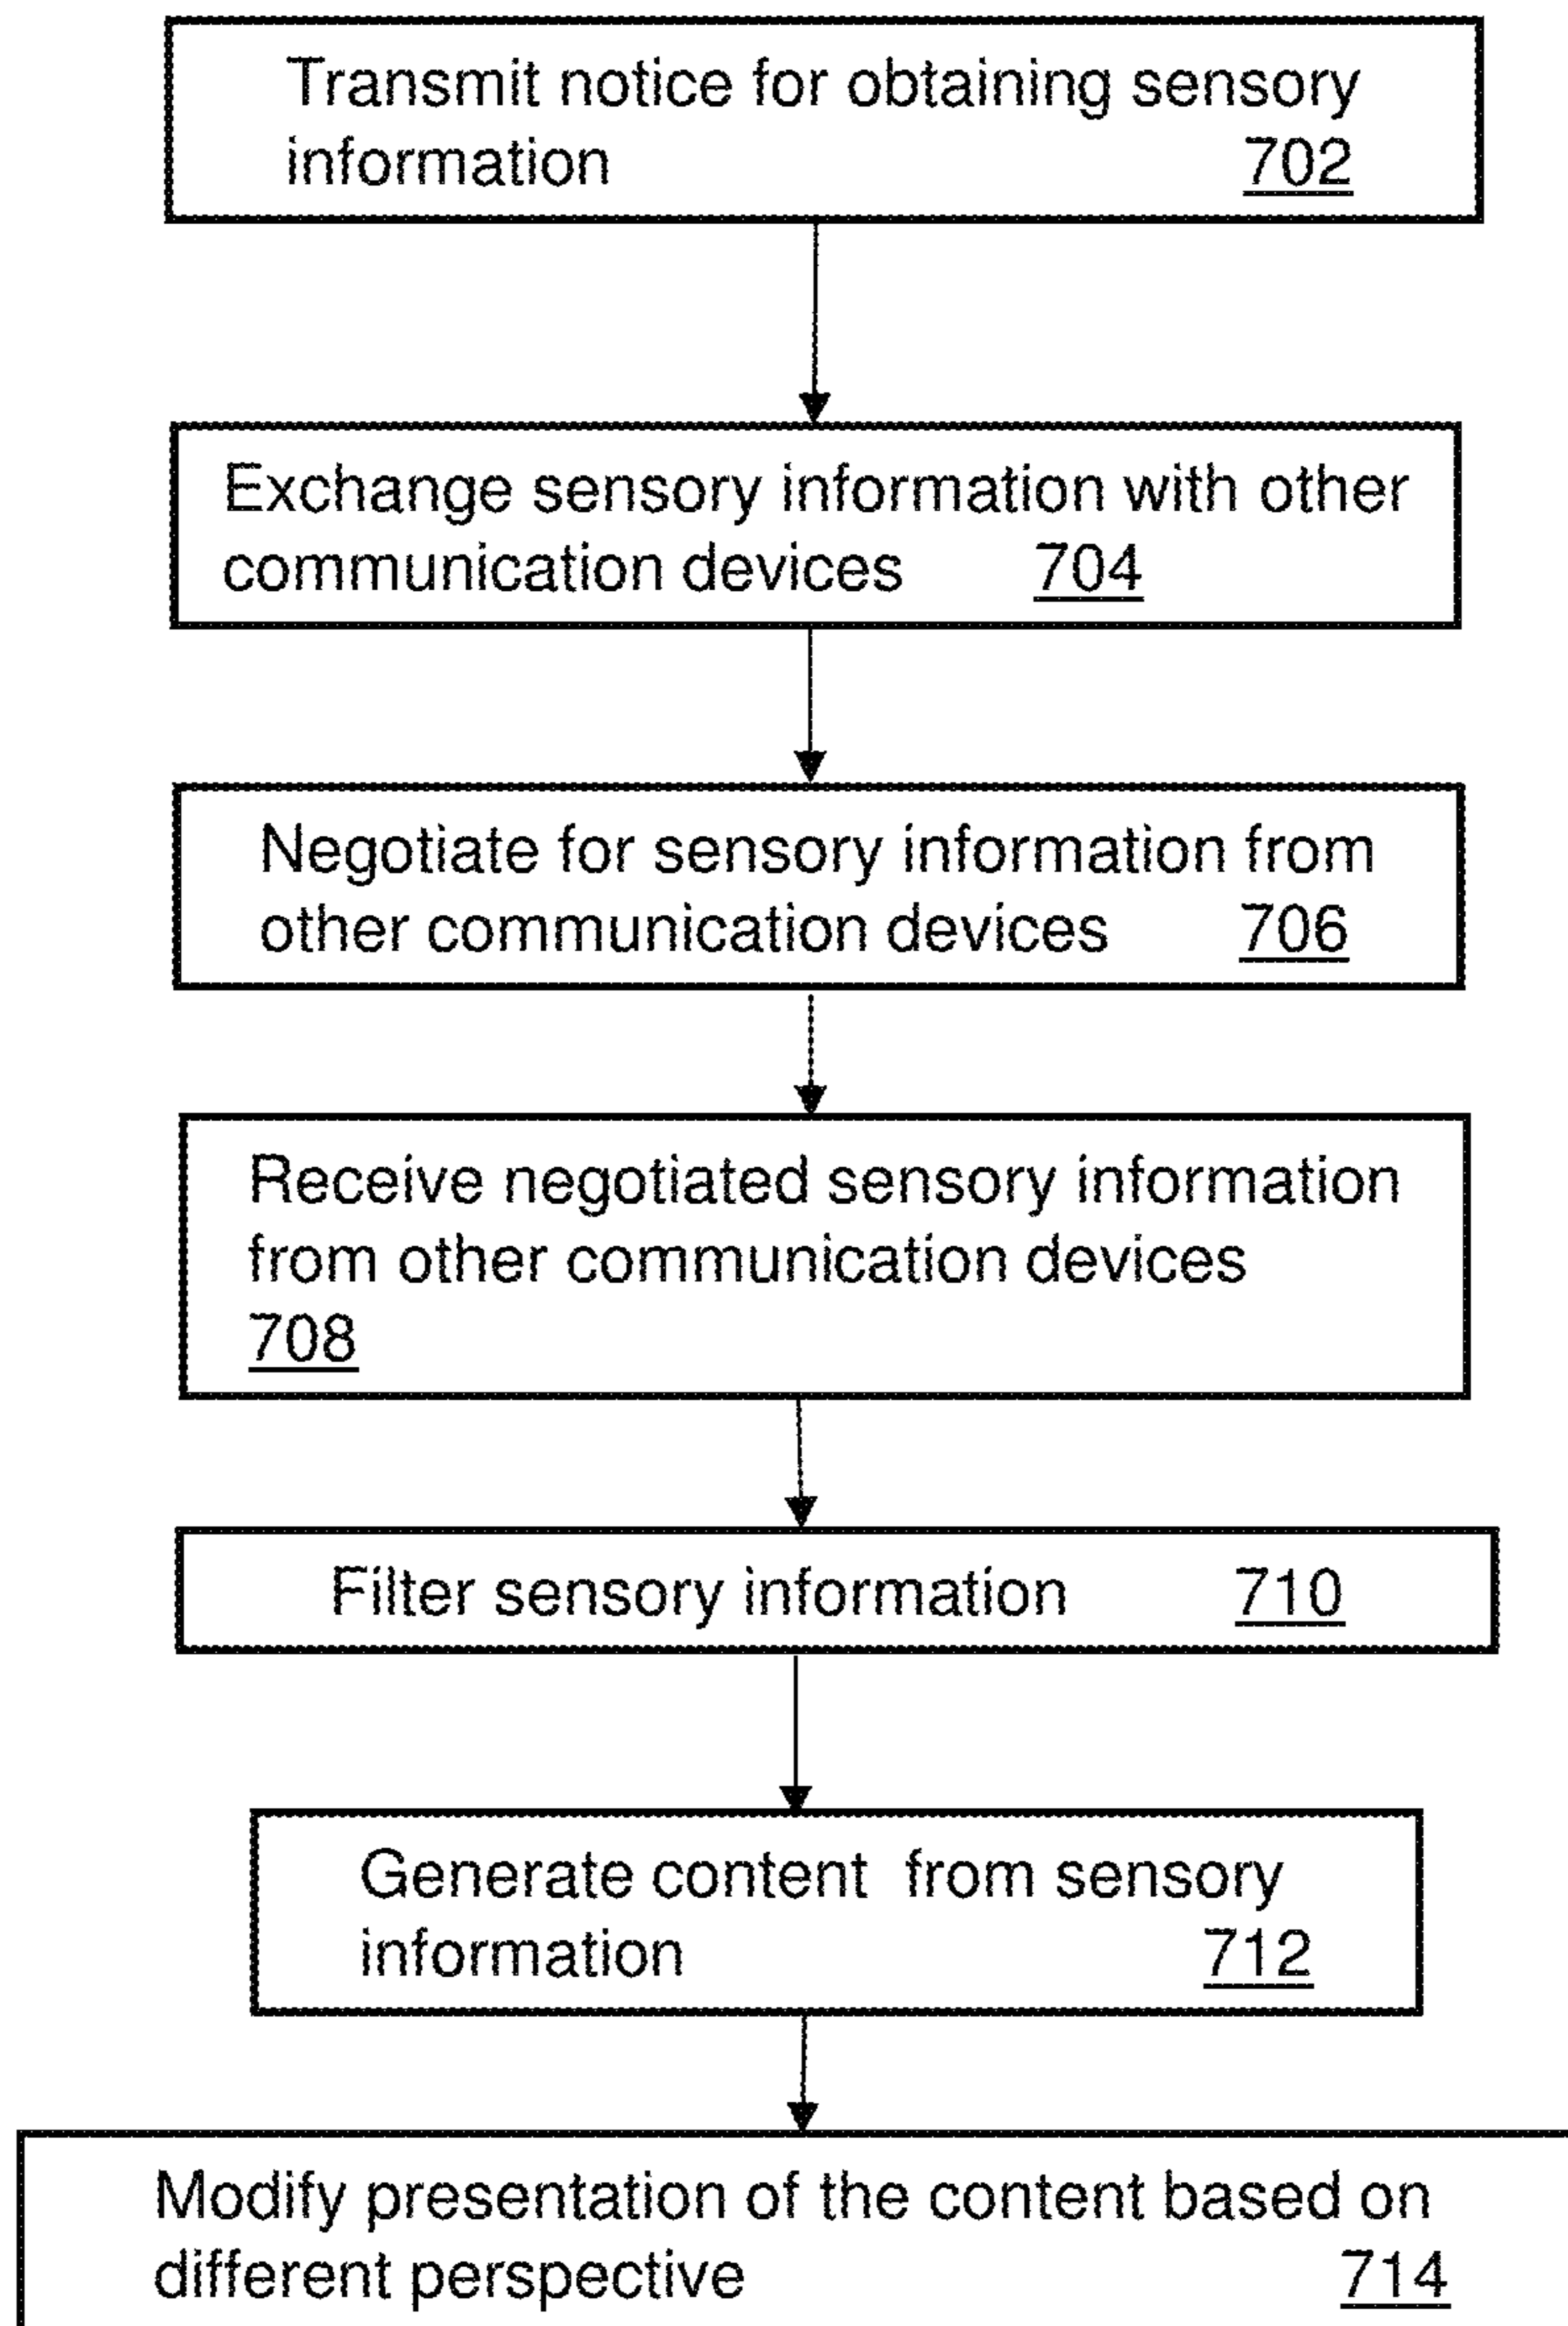 Transmit notice for obtaining sensory
information 702
Exchange sensory information with other
communication devices 704
Negotiate for sensory information from
other communication devices 706
Receive negotiated sensory information
from other communication devices
708
Filter sensory information 710
Generate content from sensory
information 712
Modify presentation of the content based on
different perspective 714